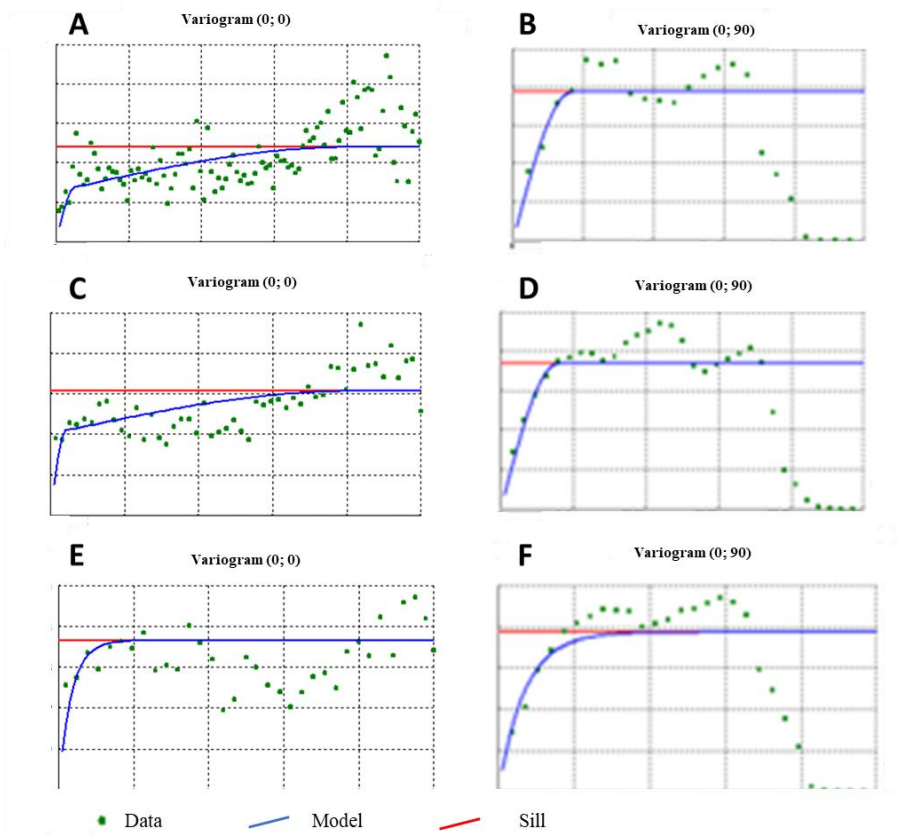 A
Variogram (0; 0)
B
Variogram (0; 90)
C
Variogram (0; 0)
D
Variogram (0; 90)
E
Variogram (0; 0)
F
Variogram (0; 90)
Data
Model
Sill